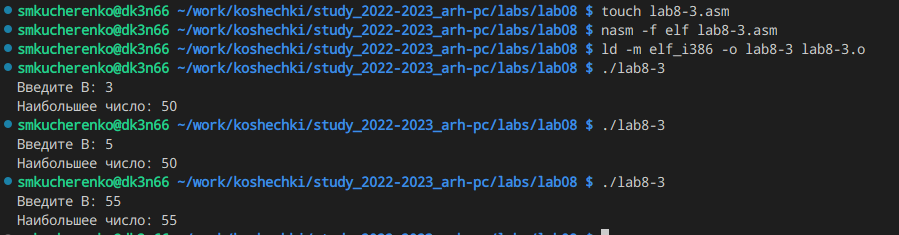 smkucherenko@dk3n66 ~/work/koshechki/study_2022-2023_arh-pc/labs/lab08 $ touch lab8-3.asm
smkucherenko@dk3n66 ~/work/koshechki/study_2022-2023_arh-pc/labs/lab08 $ nasm -f elf lab8-3.asm
smkucherenko@dk3n66 ~/work/koshechki/study_2022-2023_arh-pc/labs/lab08 $ ld -m elf_i386 -o lab8-3 lab8-3.o
smkucherenko@dk3n66 ~/work/koshechki/study_2022-2023_arh-pc/labs/lab08 $ ./lab8-3
Введите B: 3
Наибольшее число: 50
smkucherenko@dk3n66 ~/work/koshechki/study_2022-2023_arh-pc/labs/lab08 $ ./lab8-3
Введите B: 5
Наибольшее число: 50
smkucherenko@dk3n66 ~/work/koshechki/study_2022-2023_arh-pc/labs/lab08 $ ./lab8-3
Введите B: 55
Наибольшее число: 55